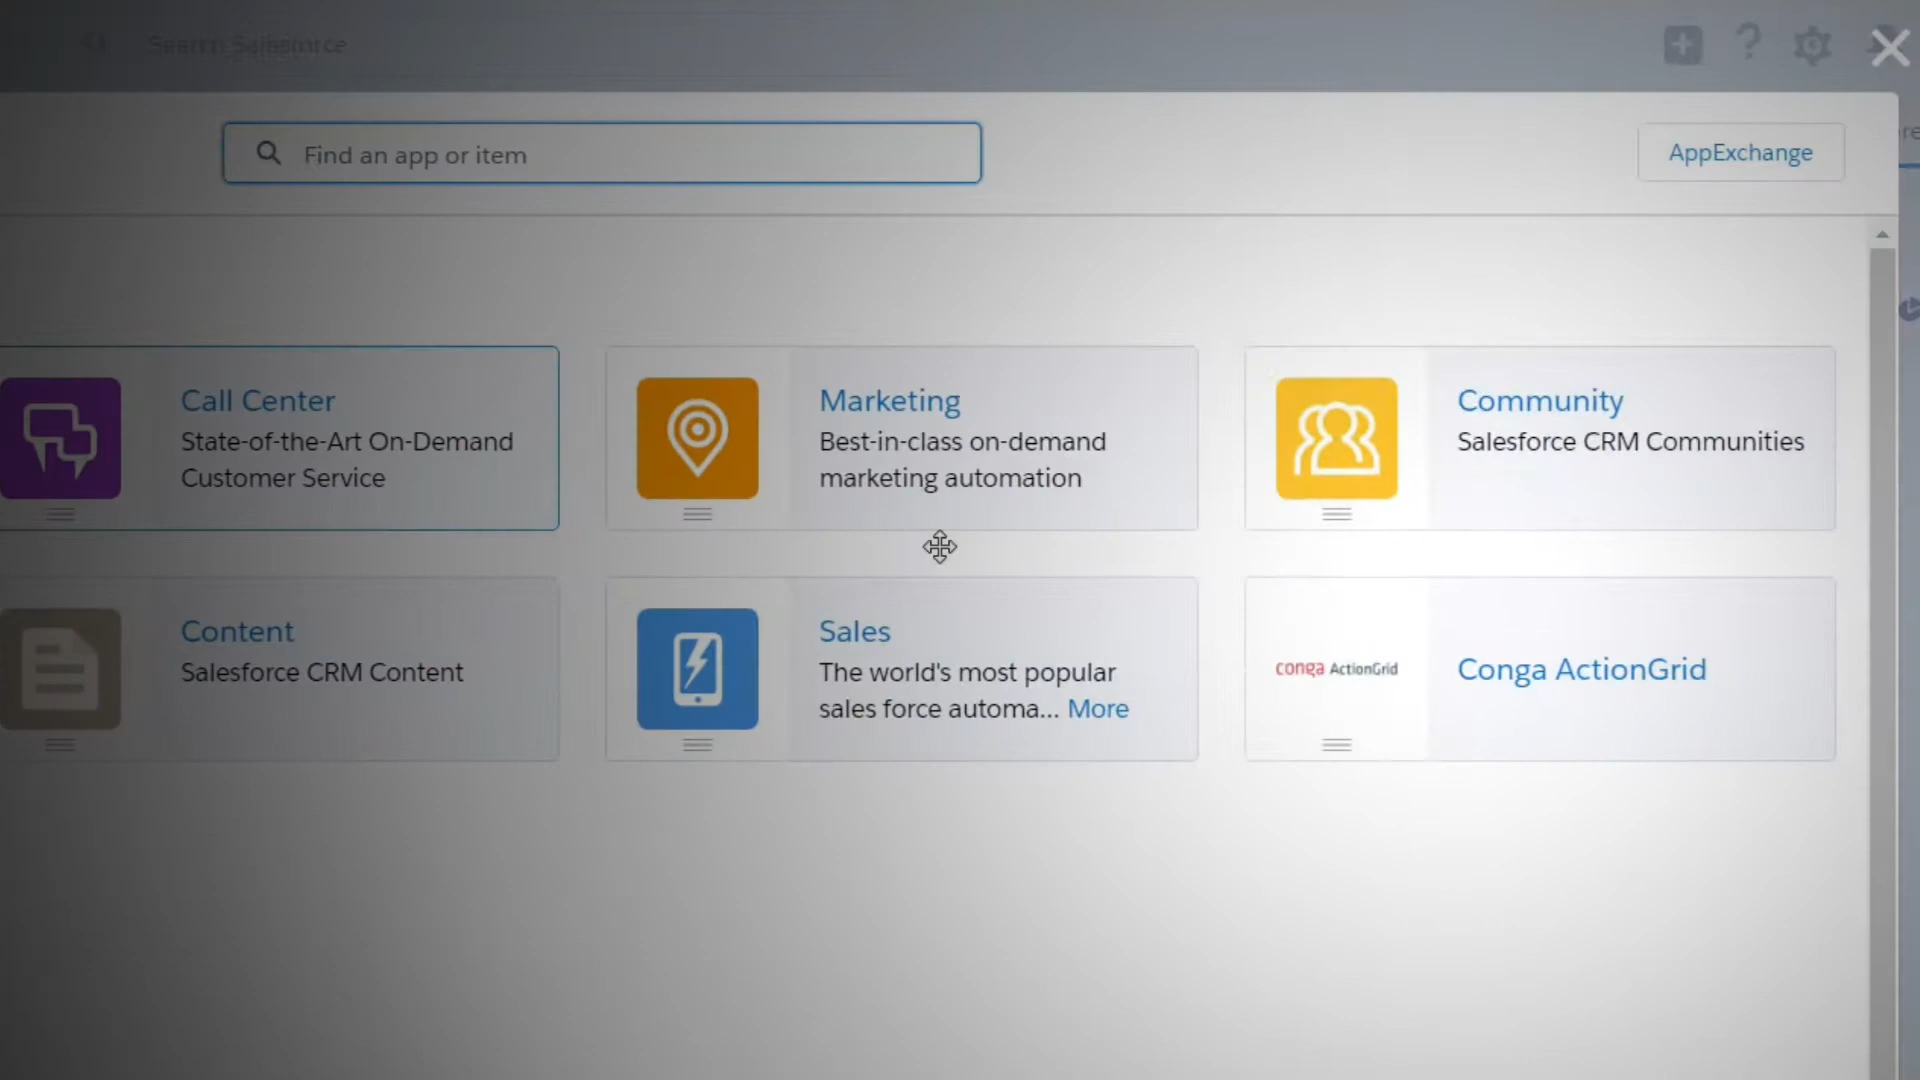 Search Salesforce
Find an app or item
AppExchange
Call Center
State-of-the-Art On-Demand
Customer Service
Marketing
Best-in-class on-demand
marketing automation
Community
Salesforce CRM Communities
Content
Salesforce CRM Content
Sales
The world's most popular
sales force automa... More
conga ActionGrid
Conga ActionGrid